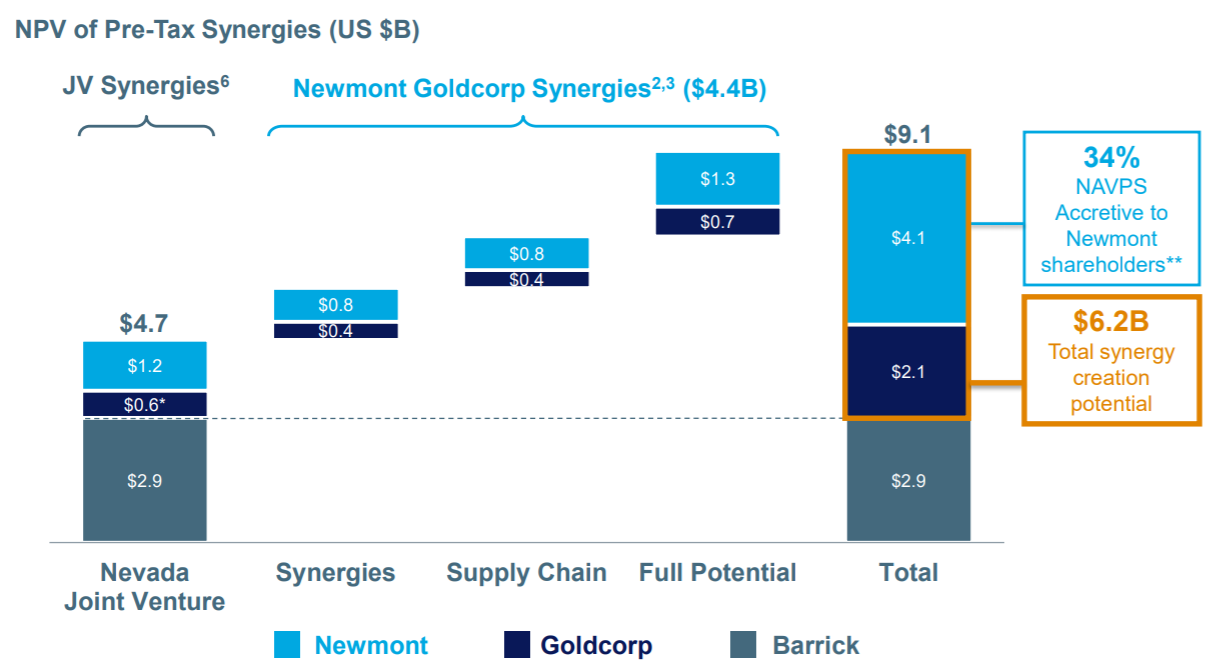 NPV of Pre-Tax Synergies (US $B)
JV Synergies⁶
Newmont Goldcorp Synergies²,³ ($4.4B)
$9.1
34%
NAVPS
Accretive to
Newmont
shareholders**
$1.3
$0.7
$4.1
$0.8
$0.4
$0.8
$0.4
$4.7
$6.2B
Total synergy
creation
potential
$1.2
$0.6*
$2.1
$2.9
$2.9
Nevada
Joint Venture
Synergies
Supply Chain
Full Potential
Total
Newmont
Goldcorp
Barrick